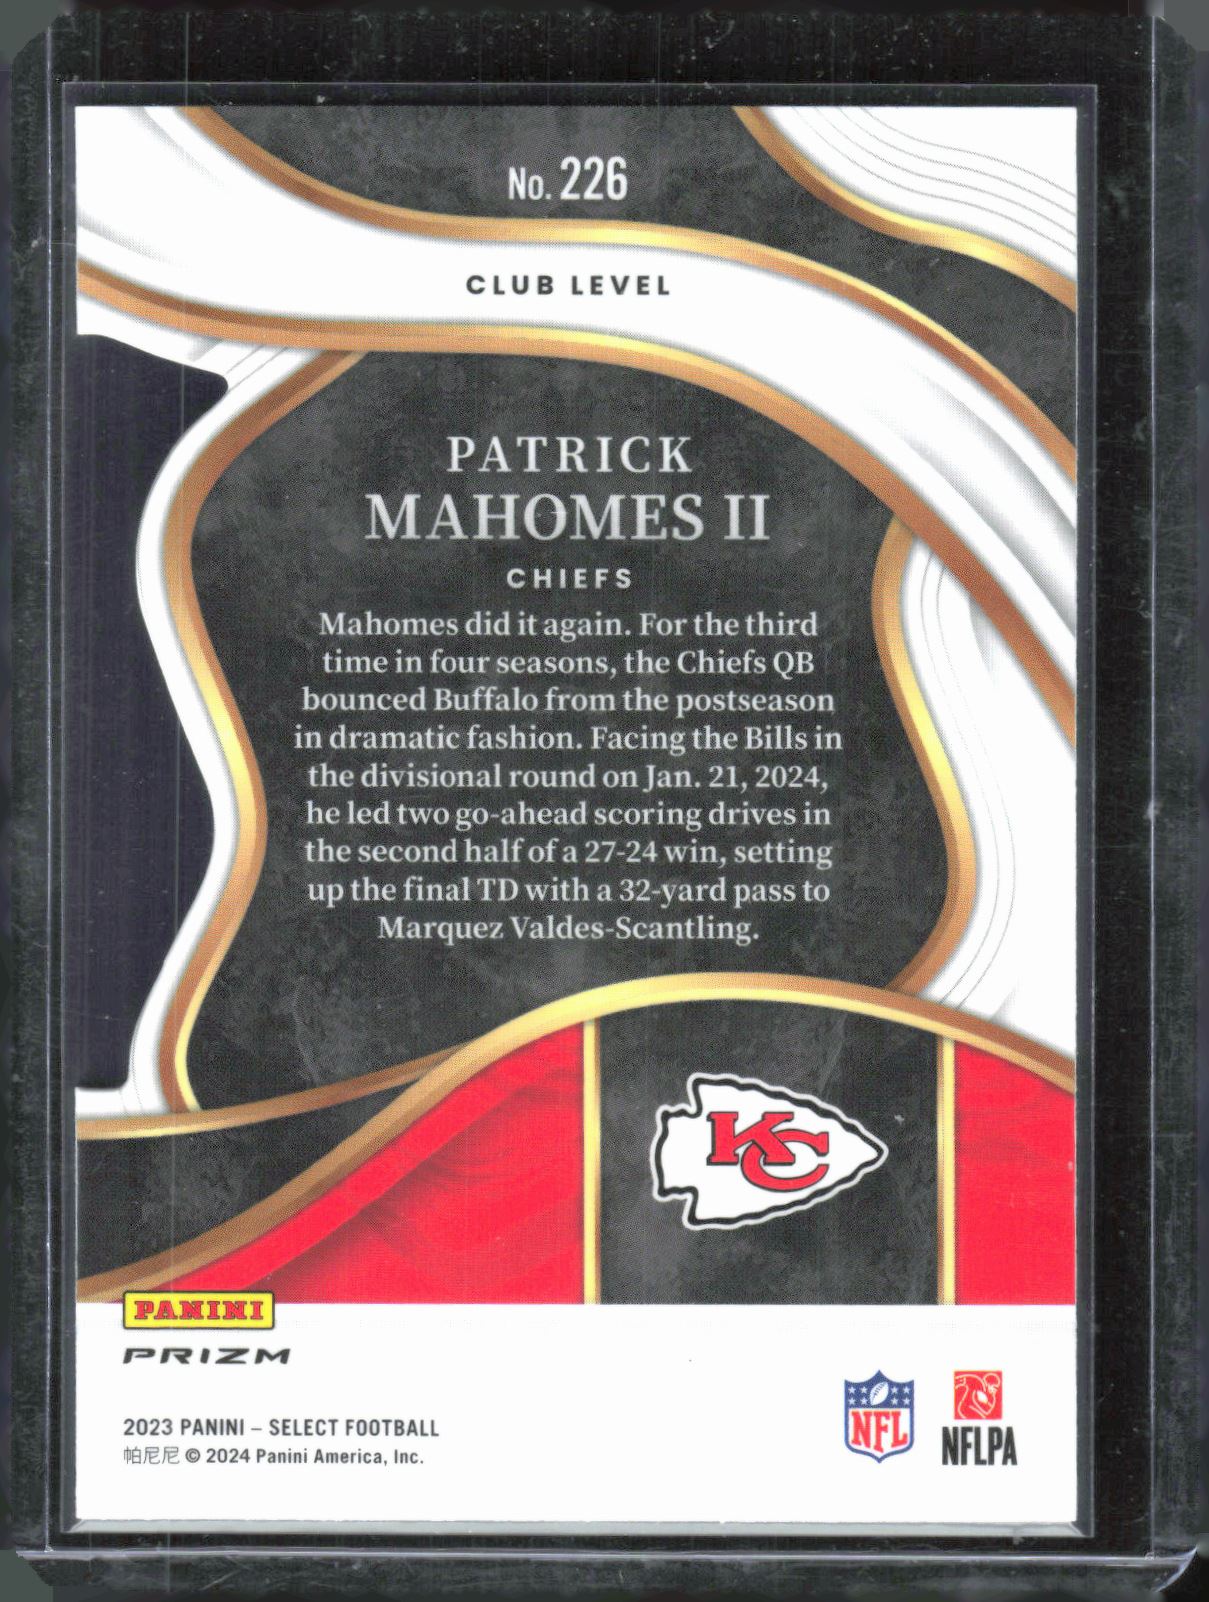 No. 226
CLUB LEVEL
PATRICK
MAHOMES II
CHIEFS
Mahomes did it again. For the third
time in four seasons, the Chiefs QB
bounced Buffalo from the postseason
in dramatic fashion. Facing the Bills in
the divisional round on Jan. 21, 2024,
he led two go-ahead scoring drives in
the second half of a 27-24 win, setting
up the final TD with a 32-yard pass to
Marquez Valdes-Scantling.
KC
PANINI
PRIZM
2023 PANINI – SELECT FOOTBALL
帕尼尼 © 2024 Panini America, Inc.
NFL
NFLPA